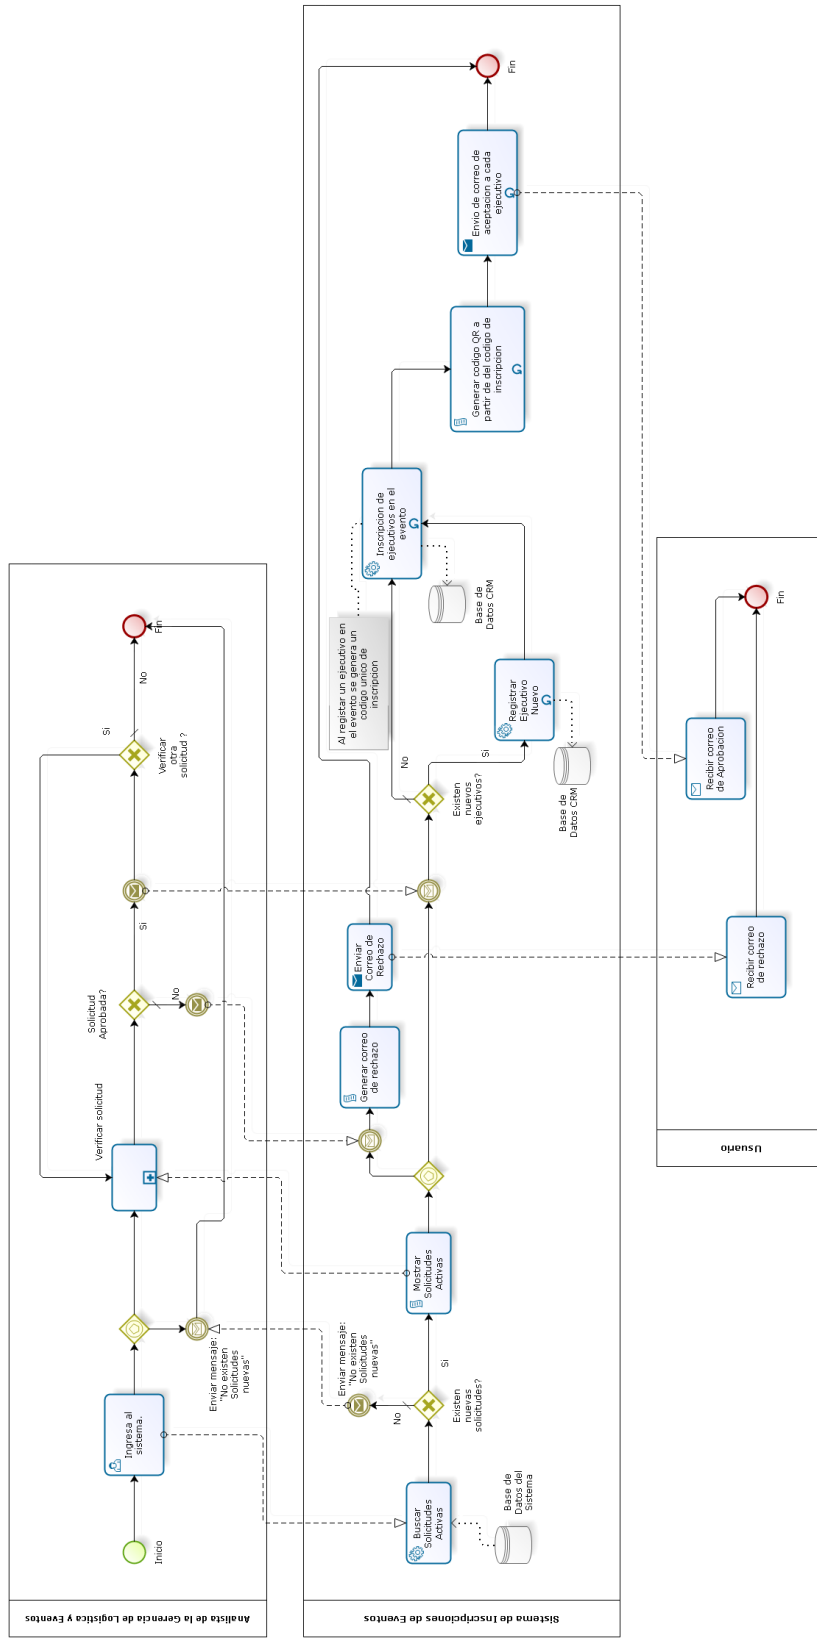 Analista de la Gerencia de Logistica y Eventos
Inicio
Ingresa al
sistema.
Enviar mensaje:
"No existen
Solicitudes
nuevas"
Verificar solicitud
Solicitud
Aprobada?
No
Si
Verificar
otra
solicitud ?
Si
No
Fin
Sistema de Inscripciones de Eventos
Buscar
Solicitudes
Activas
Base de
Datos del
Sistema
Existen
nuevas
solicitudes?
No
Si
Enviar mensaje:
"No existen
Solicitudes
nuevas"
Mostrar
Solicitudes
Activas
Generar correo
de rechazo
Enviar
Correo de
Rechazo
Existen
nuevos
ejecutivos?
No
Si
Registrar
Ejecutivo
Nuevo
Base de
Datos CRM
Al registar un ejecutivo en
el evento se genera un
codigo unico de
inscripcion
Inscripcion de
ejecutivos en el
evento
Base de
Datos CRM
Generar codigo QR a
partir de del codigo de
inscripcion
Envio de correo de
aceptacion a cada
ejecutivo
Fin
Usuario
Recibir correo
de rechazo
Recibir correo
de Aprobacion
Fin